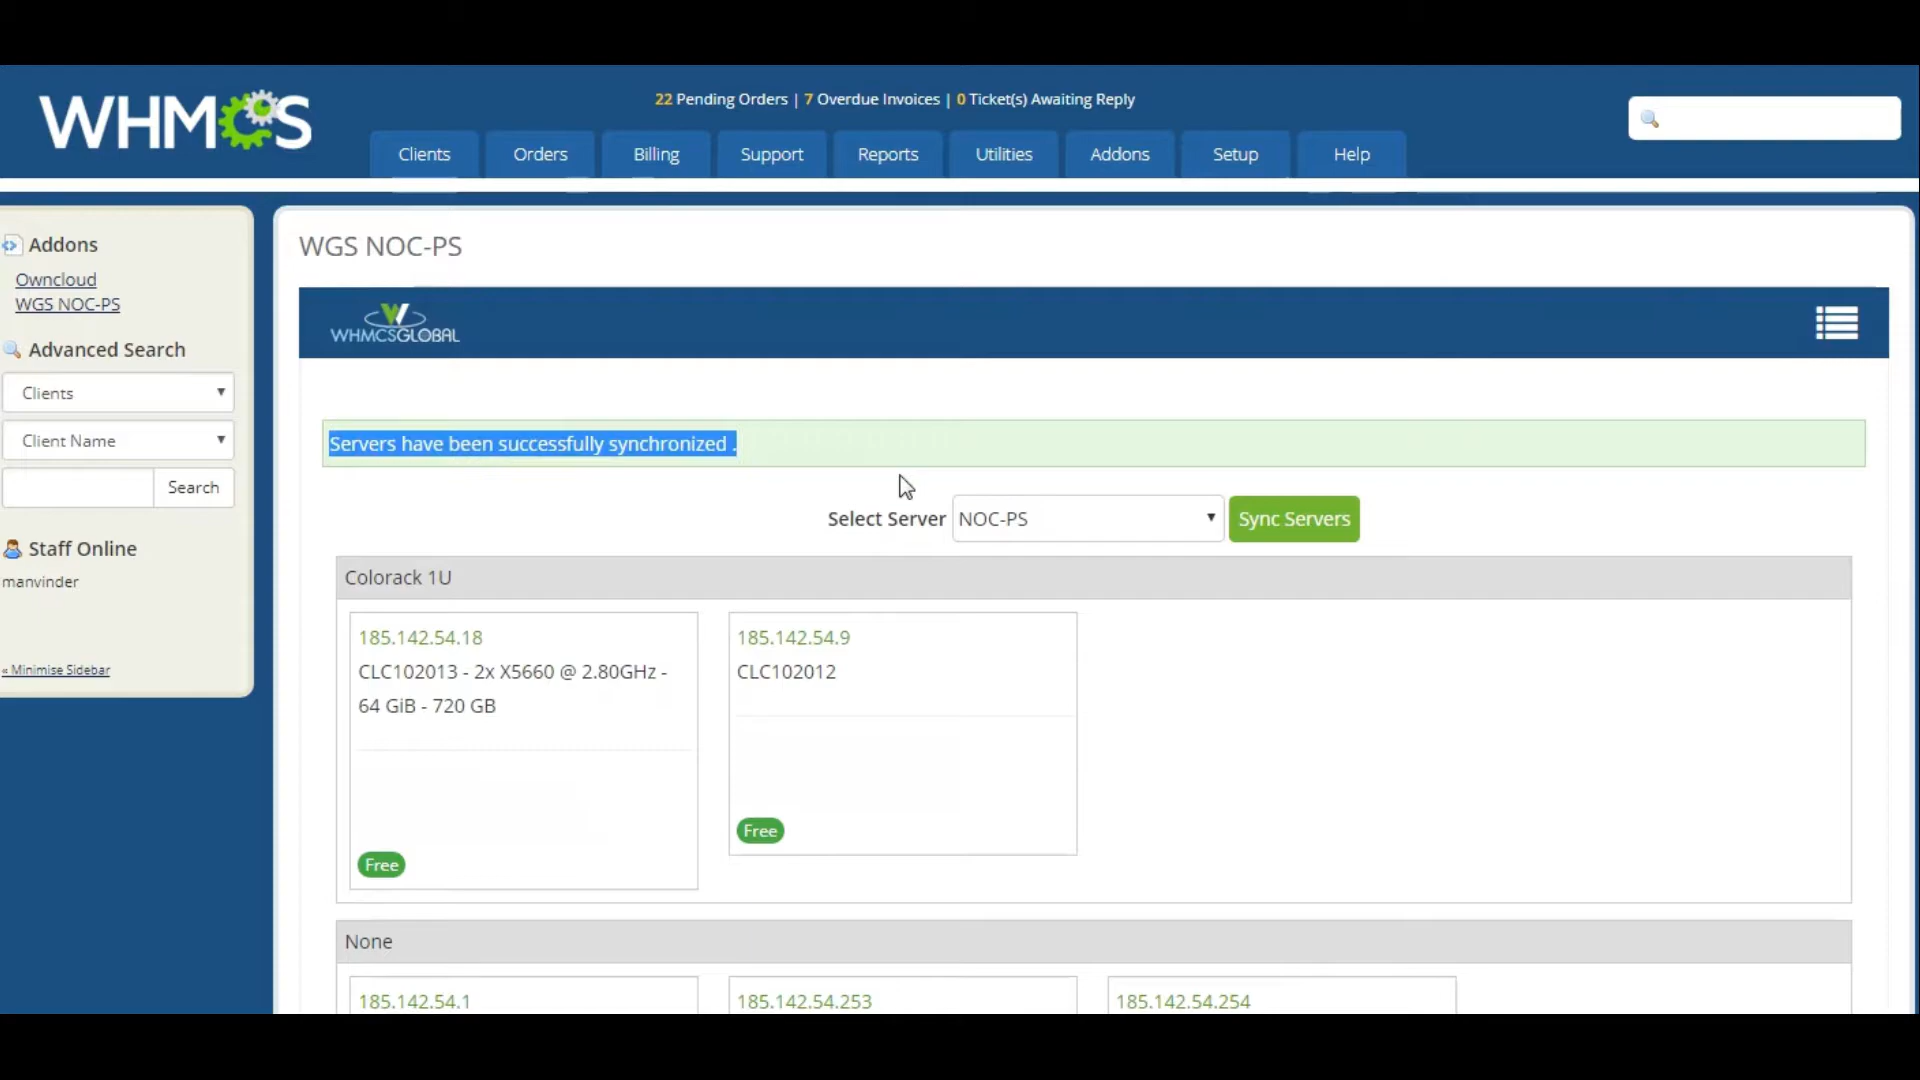 WHMCS
22 Pending Orders | 7 Overdue Invoices | 0 Ticket(s) Awaiting Reply
Clients Orders Billing Support Reports Utilities Addons Setup Help
Addons
Owncloud
WGS NOC-PS
Advanced Search
Clients
Client Name
Search
Staff Online
manvinder
« Minimise Sidebar
WGS NOC-PS
WHMCSGLOBAL
Servers have been successfully synchronized .
Select Server NOC-PS Sync Servers
Colorack 1U
185.142.54.18
CLC102013 - 2x X5660 @ 2.80GHz -
64 GiB - 720 GB
Free
185.142.54.9
CLC102012
Free
None
185.142.54.1
185.142.54.253
185.142.54.254